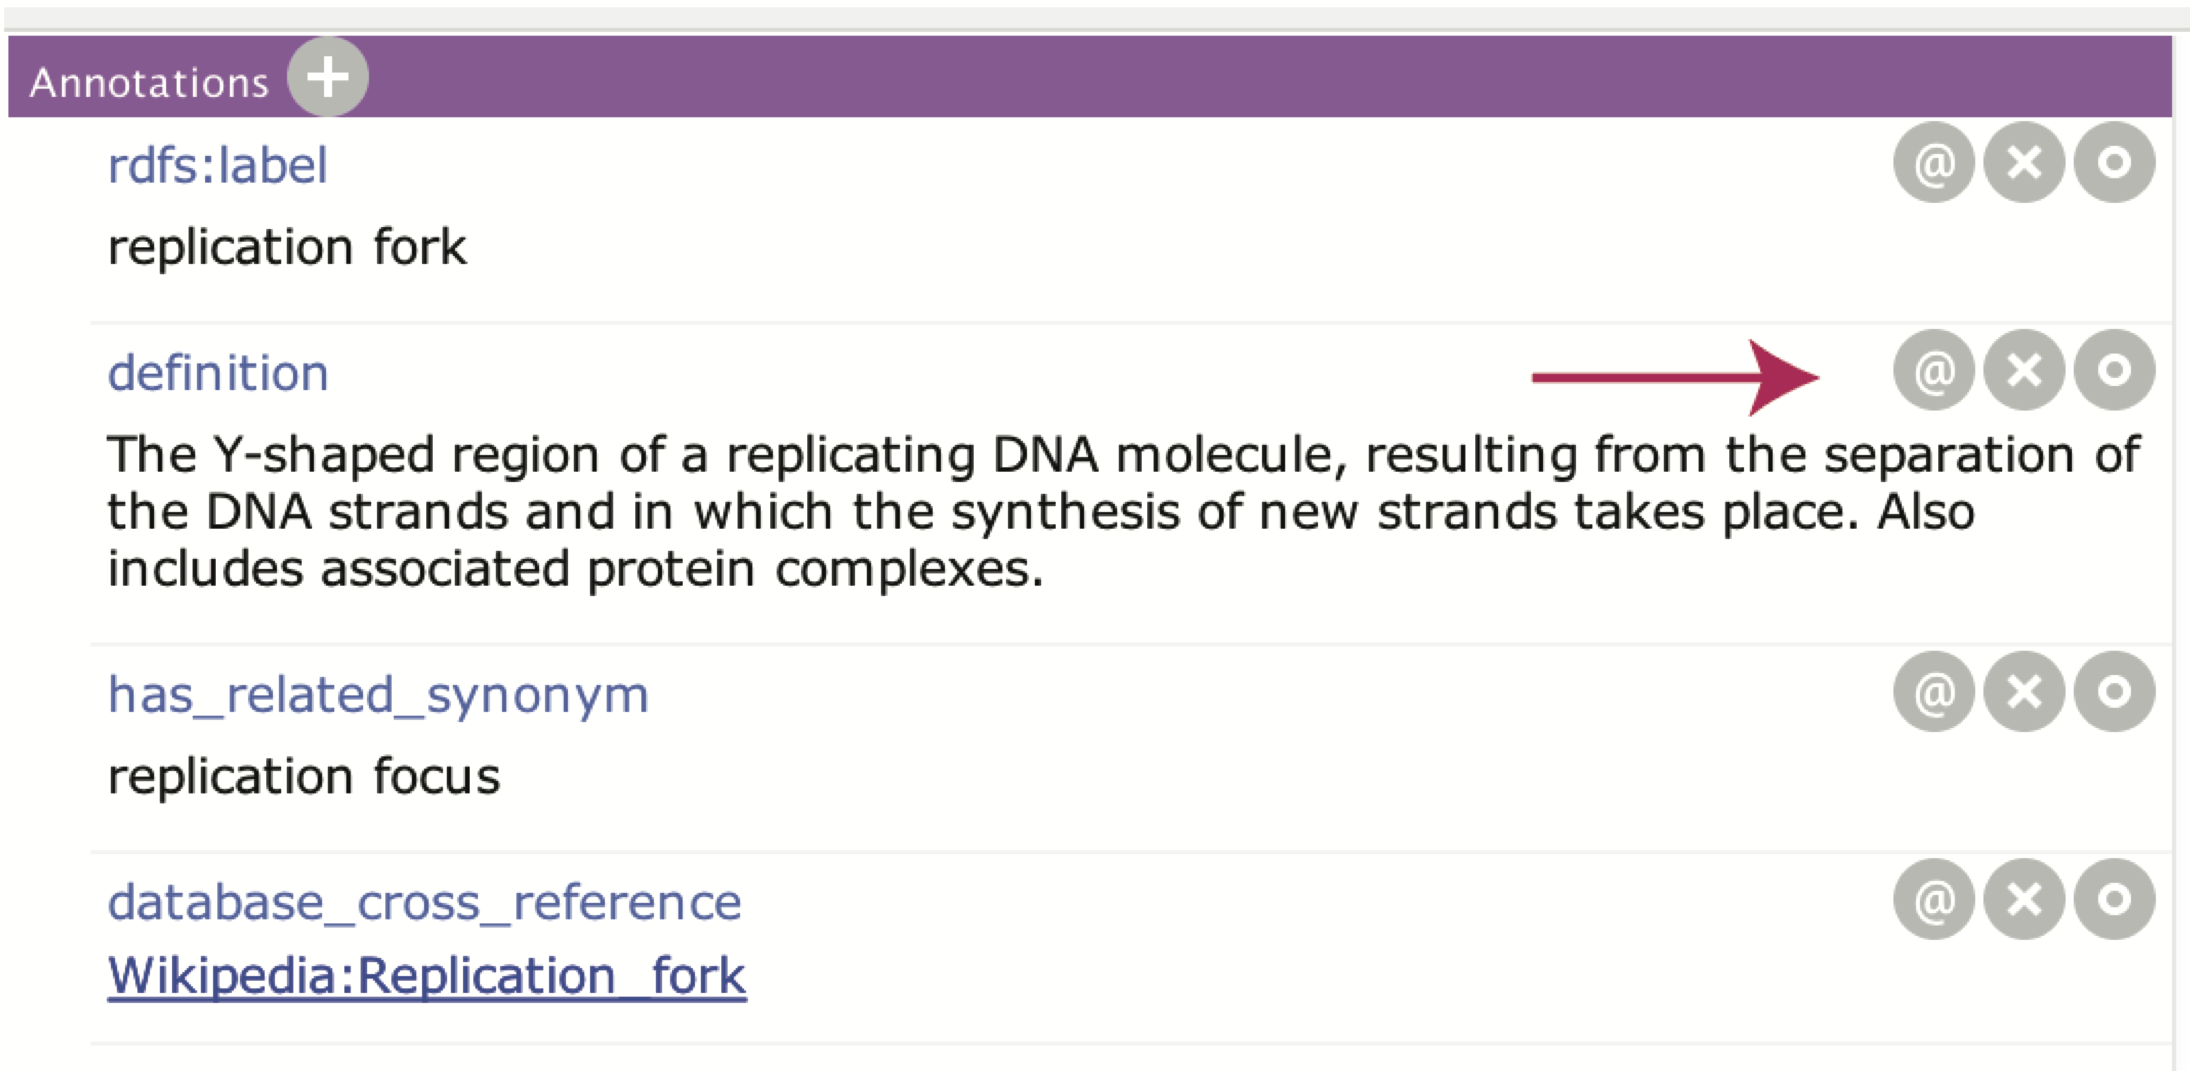 Annotations +
rdfs:label @ × o
replication fork
definition @ × o
The Y-shaped region of a replicating DNA molecule, resulting from the separation of
the DNA strands and in which the synthesis of new strands takes place. Also
includes associated protein complexes.
has_related_synonym @ × o
replication focus
database_cross_reference @ × o
Wikipedia:Replication_fork